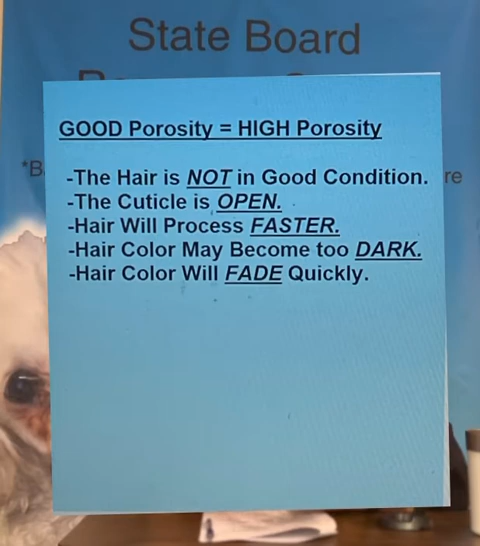 State Board
GOOD Porosity = HIGH Porosity
*B
-The Hair is NOT in Good Condition.
re
-The Cuticle is OPEN.
-Hair Will Process FASTER.
-Hair Color May Become too DARK.
-Hair Color Will FADE Quickly.